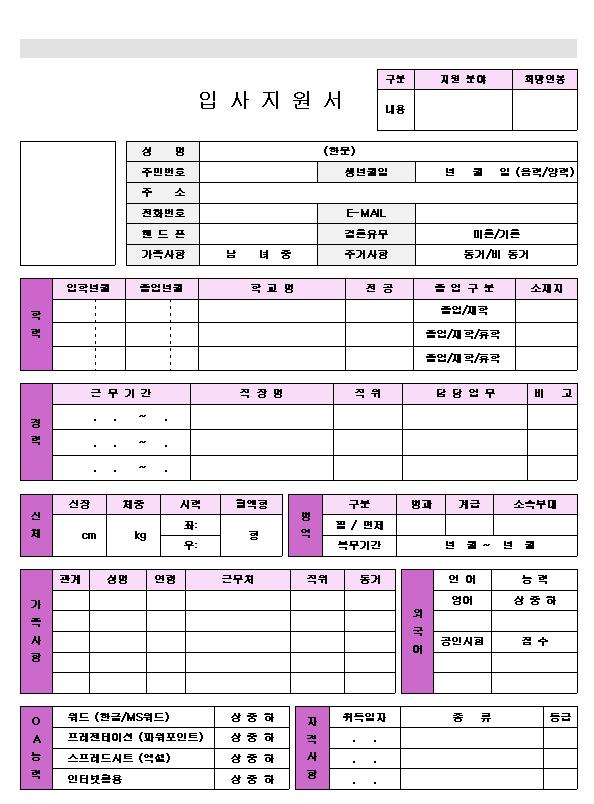 구분 지원 분야 희망연봉
입 사 지 원 서
내용
성 명 (한문)
주민번호 생년월일 년 월 일 (음력/양력)
주 소
전화번호 E-MAIL
핸 드 폰 결혼유무 미혼/기혼
가족사항 남 녀 중 주거사항 동거/비 동거
학력
입학년월 졸업년월 학 교 명 전 공 졸 업 구 분 소재지
졸업/재학
졸업/재학/휴학
졸업/재학/휴학
경력
근 무 기 간 직 장 명 직 위 담 당 업 무 비 고
. . ~ .
. . ~ .
. . ~ .
신체
신장 체중 시력 혈액형
cm kg 좌: 형
우:
병역
구분 병과 계급 소속부대
필 / 면제
복무기간 년 월 ~ 년 월
가족사항
관계 성명 연령 근무처 직위 동거
외국어
언 어 능 력
영어 상 중 하
공인시험 점 수
OA능력
워드 (한글/MS워드) 상 중 하
프레젠테이션 (파워포인트) 상 중 하
스프레드시트 (엑셀) 상 중 하
인터넷활용 상 중 하
자격사항
취득일자 종 류 등급
. .
. .
. .